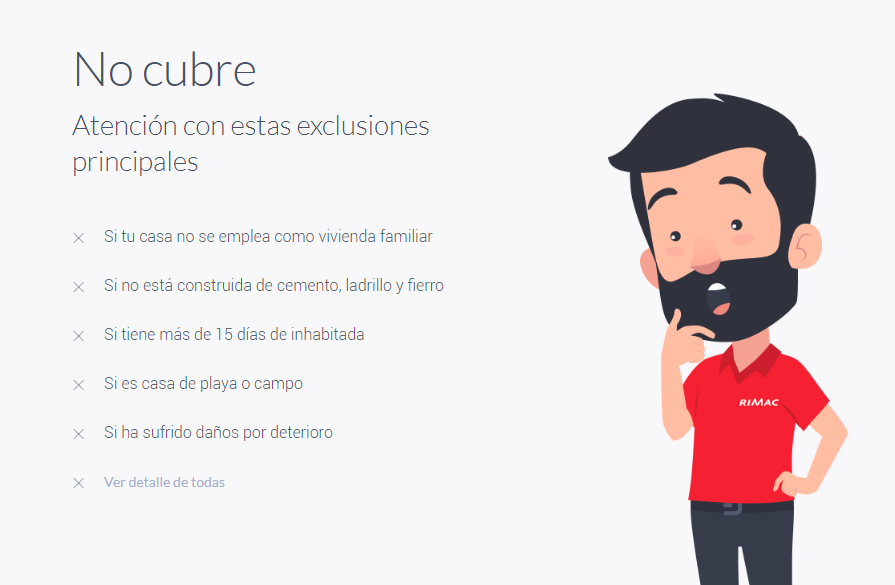 No cubre
Atención con estas exclusiones
principales
Si tu casa no se emplea como vivienda familiar
Si no está construida de cemento, ladrillo y fierro
Si tiene más de 15 días de inhabitada
Si es casa de playa o campo
RIMAC
Si ha sufrido daños por deterioro
Ver detalle de todas